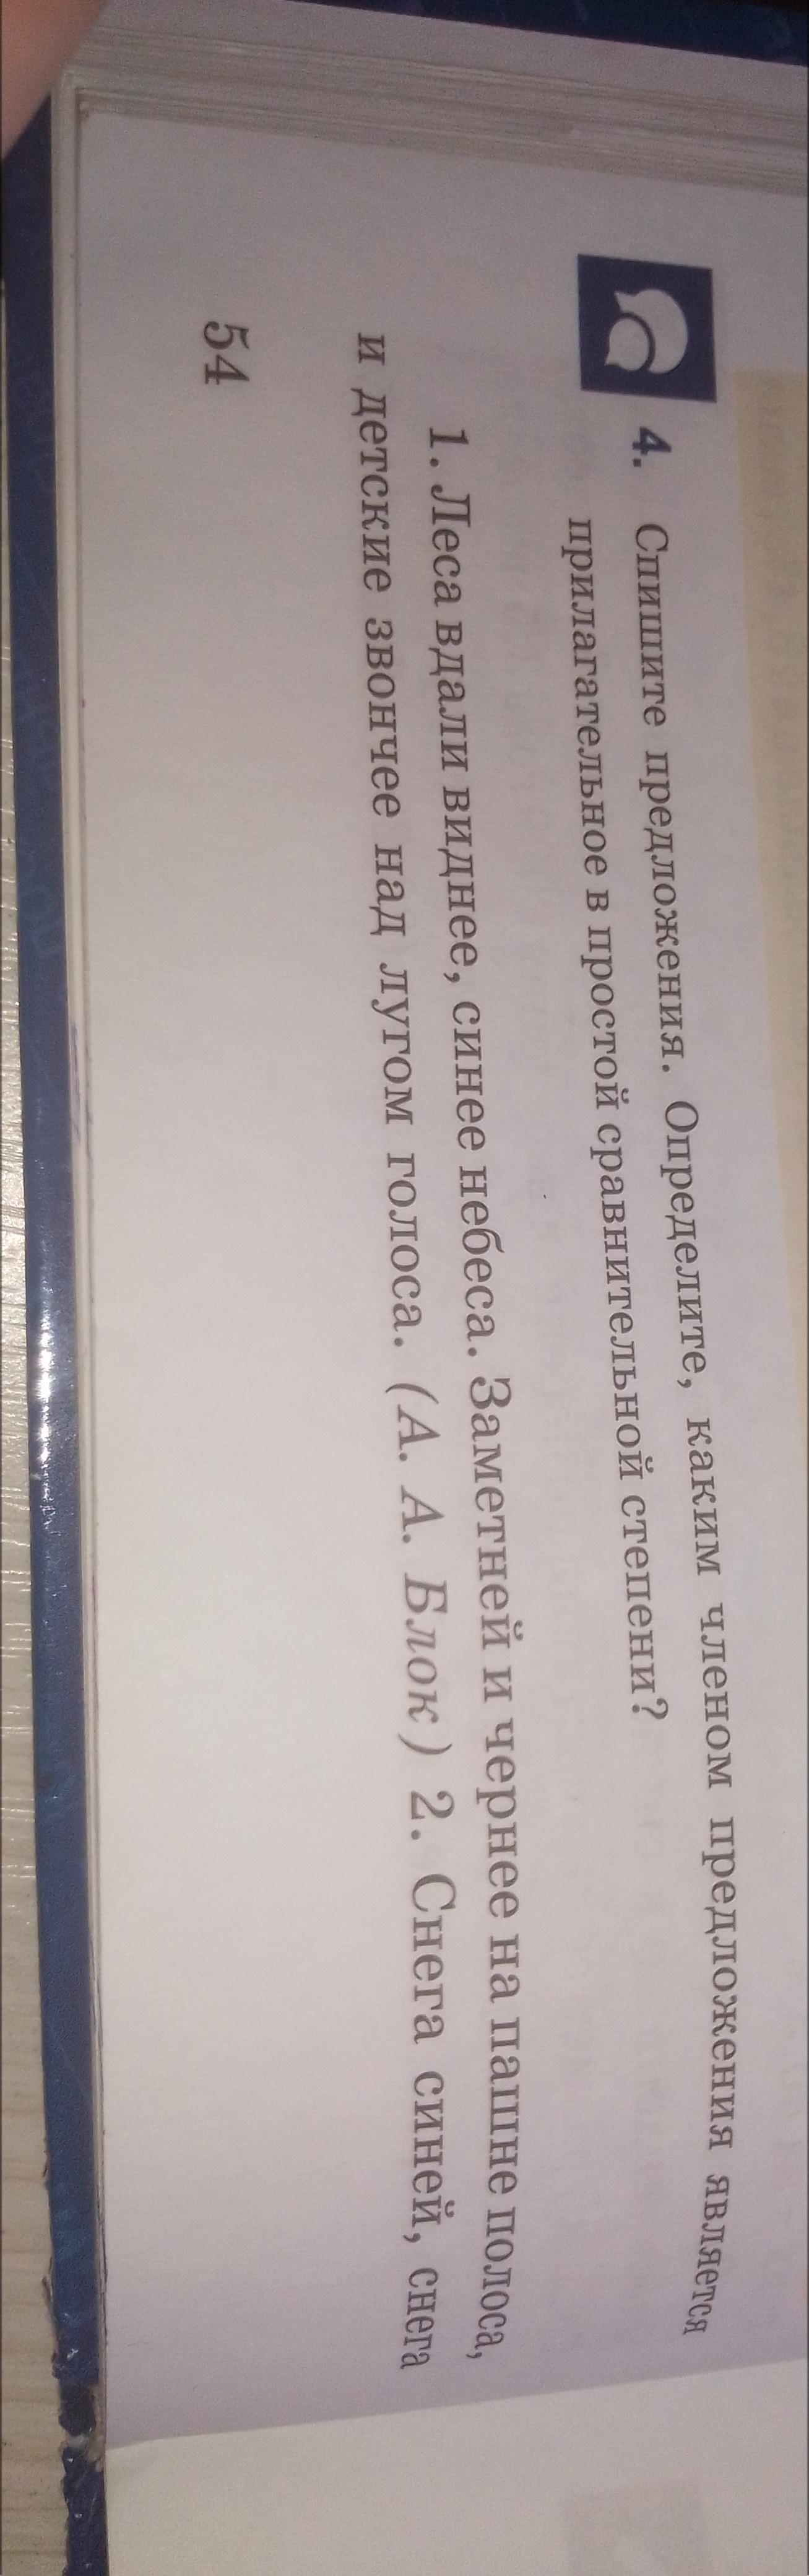 4. Спишите предложения. Определите, каким членом предложения является
прилагательное в простой сравнительной степени?
1. Леса вдали виднее, синее небеса. Заметней и чернее на пашне полоса,
и детские звонче над лугом голоса. (А. А. Блок) 2. Снега синей, снега
54